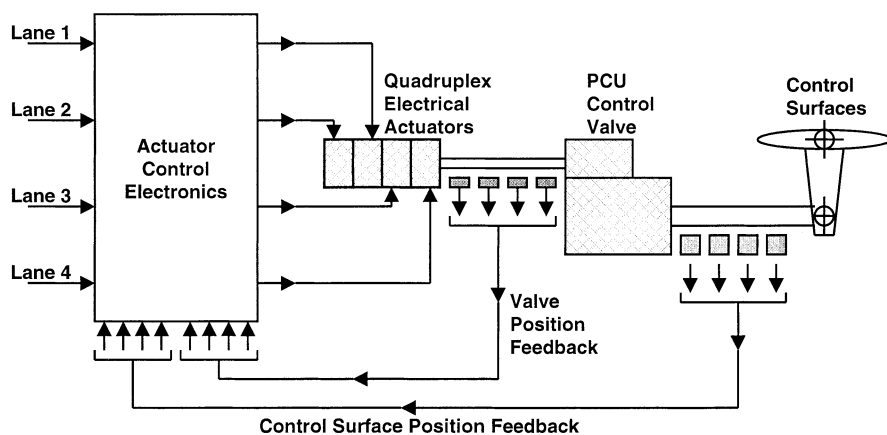 Lane 1
Lane 2
Lane 3
Lane 4
Actuator
Control
Electronics
Quadruplex
Electrical
Actuators
PCU
Control
Valve
Control
Surfaces
Valve
Position
Feedback
Control Surface Position Feedback